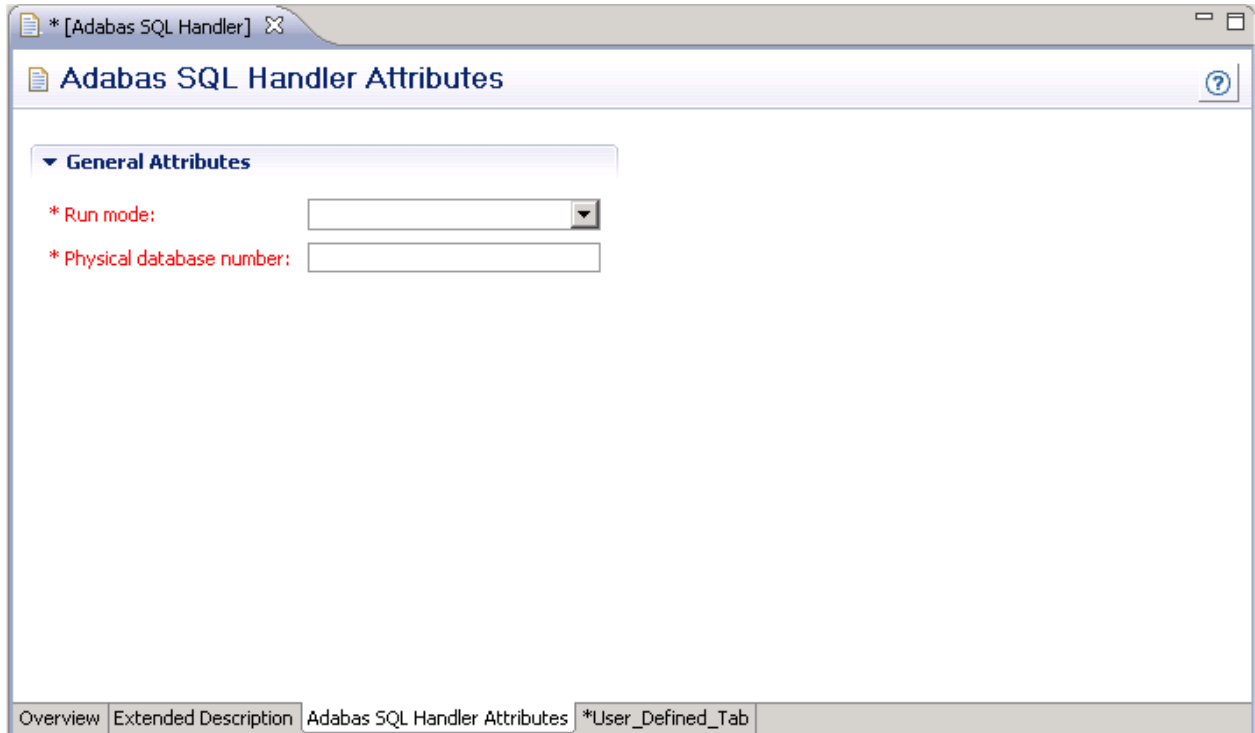 * [Adabas SQL Handler]
Adabas SQL Handler Attributes
General Attributes
* Run mode:
* Physical database number:
Overview Extended Description Adabas SQL Handler Attributes *User_Defined_Tab